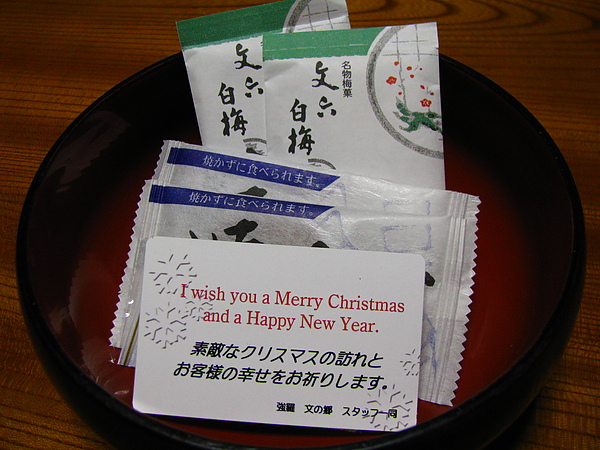 文六
白梅
名物梅菓
文六
白梅
焼かずに食べられます。
焼かずに食べられます。
I wish you a Merry Christmas
and a Happy New Year.
素敵なクリスマスの訪れと
お客様の幸せをお祈りします。
強羅 文の郷 スタッフ一同